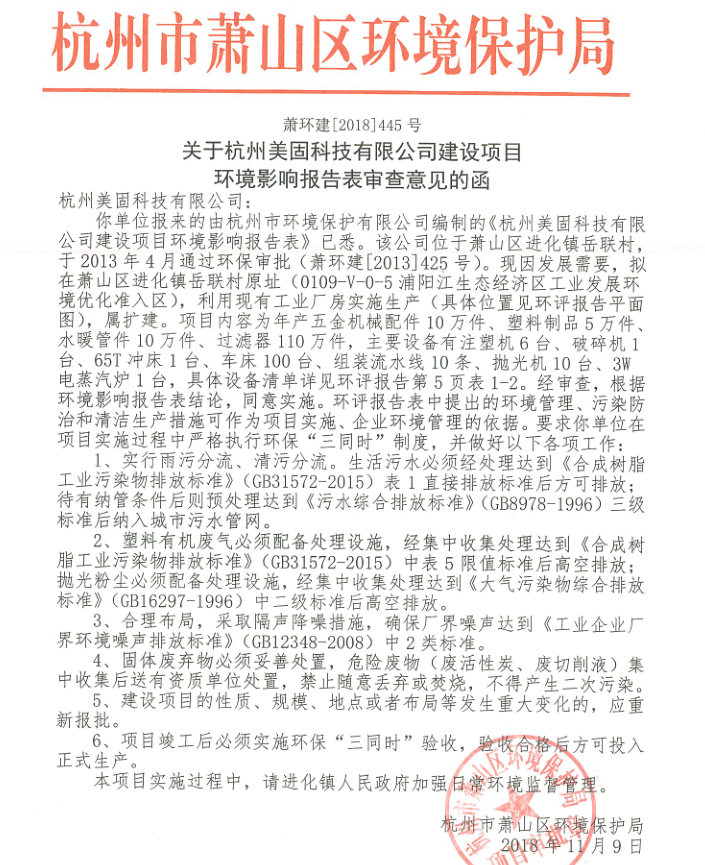 杭州市萧山区环境保护局
萧环建[2018]445号
关于杭州美固科技有限公司建设项目
环境影响报告表审查意见的函
杭州美固科技有限公司：
你单位报来的由杭州市环境保护有限公司编制的《杭州美固科技有限
公司建设项目环境影响报告表》已悉。该公司位于萧山区进化镇岳联村，
于2013年4月通过环保审批（萧环建[2013]425号）。现因发展需要，拟
在萧山区进化镇岳联村原址（0109-V-0-5浦阳江生态经济区工业发展环
境优化准入区），利用现有工业厂房实施生产（具体位置见环评报告平面
图），属扩建。项目内容为年产五金机械配件10万件、塑料制品5万件、
水暖管件10万件、过滤器110万件，主要设备有注塑机6台、破碎机1
台、65T冲床1台、车床100台、组装流水线10条、抛光机10台、3W
电蒸汽炉1台，具体设备清单详见环评报告第5页表1-2。经审查，根据
环境影响报告表结论，同意实施。环评报告表中提出的环境管理、污染防
治和清洁生产措施可作为项目实施、企业环境管理的依据。要求你单位在
项目实施过程中严格执行环保“三同时”制度，并做好以下各项工作：
1、实行雨污分流、清污分流。生活污水必须经处理达到《合成树脂
工业污染物排放标准》（GB31572-2015）表1直接排放标准后方可排放；
待有纳管条件后则预处理达到《污水综合排放标准》（GB8978-1996）三级
标准后纳入城市污水管网。
2、塑料有机废气必须配备处理设施，经集中收集处理达到《合成树
脂工业污染物排放标准》（GB31572-2015）中表5限值标准后高空排放；
抛光粉尘必须配备处理设施，经集中收集处理达到《大气污染物综合排放
标准》（GB16297-1996）中二级标准后高空排放。
3、合理布局，采取隔声降噪措施，确保厂界噪声达到《工业企业厂
界环境噪声排放标准》（GB12348-2008）中2类标准。
4、固体废弃物必须妥善处置，危险废物（废活性炭、废切削液）集
中收集后送有资质单位处置，禁止随意丢弃或焚烧，不得产生二次污染。
5、建设项目的性质、规模、地点或者布局等发生重大变化的，应重
新报批。
6、项目竣工后必须实施环保“三同时”验收，验收合格后方可投入
正式生产。
本项目实施过程中，请进化镇人民政府加强日常环境监督管理。
杭州市萧山区环境保护局
2018年11月9日